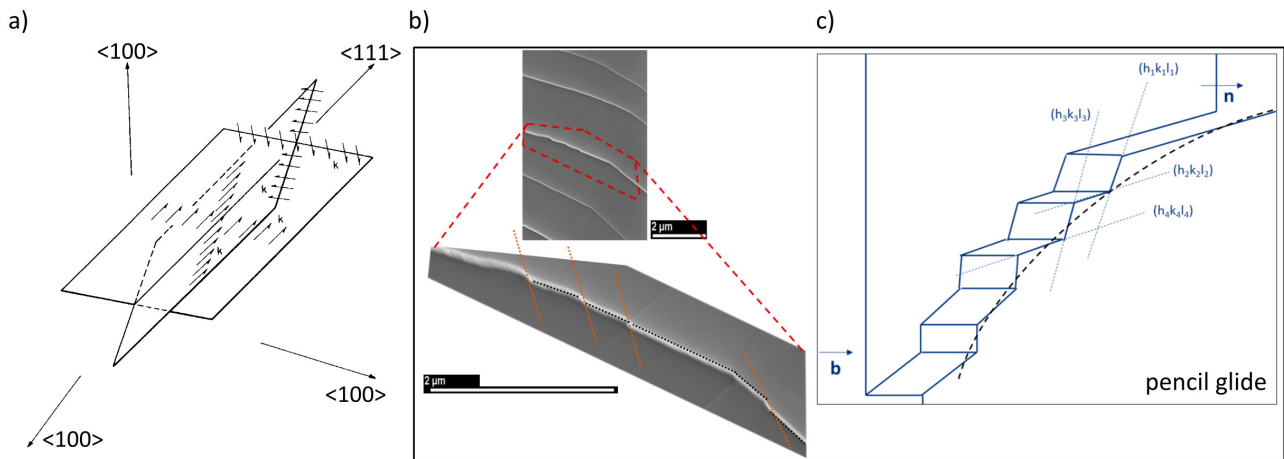 a)
<100>
<111>
k
k
k
k
<100>
<100>
b)
2 µm
2 µm
c)
(h₁k₁l₁)
n
(h₃k₃l₃)
(h₂k₂l₂)
(h₄k₄l₄)
b
pencil glide